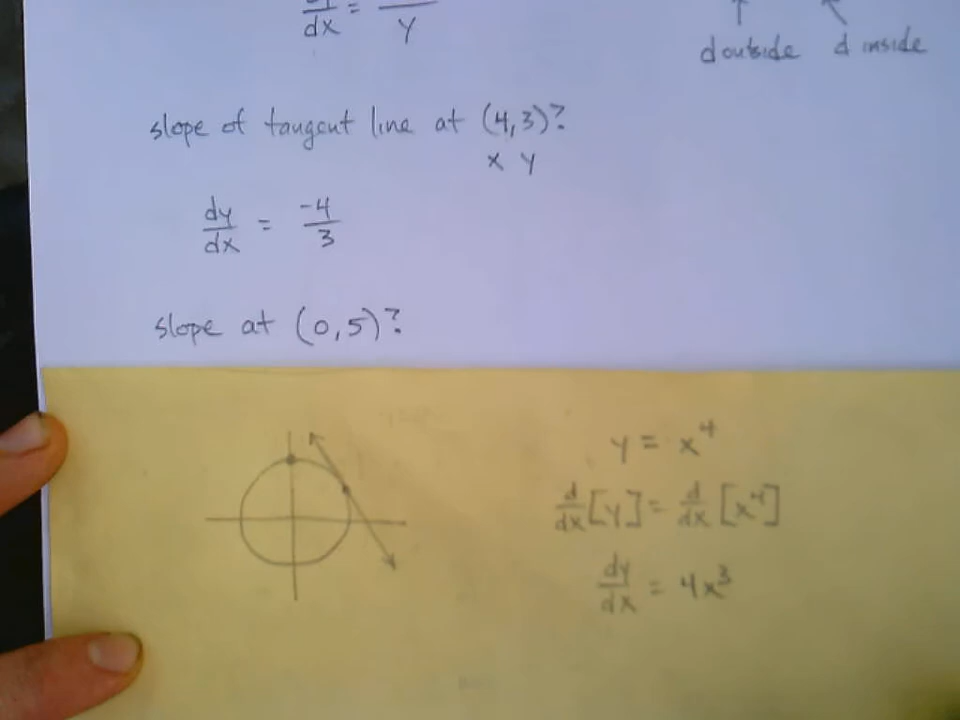 dy/dx = /y
d outside d inside
slope of tangent line at (4,3)?
x y
dy/dx = -4/3
slope at (0,5)?
y = x^4
d/dx [y] = d/dx [x^4]
dy/dx = 4x^3